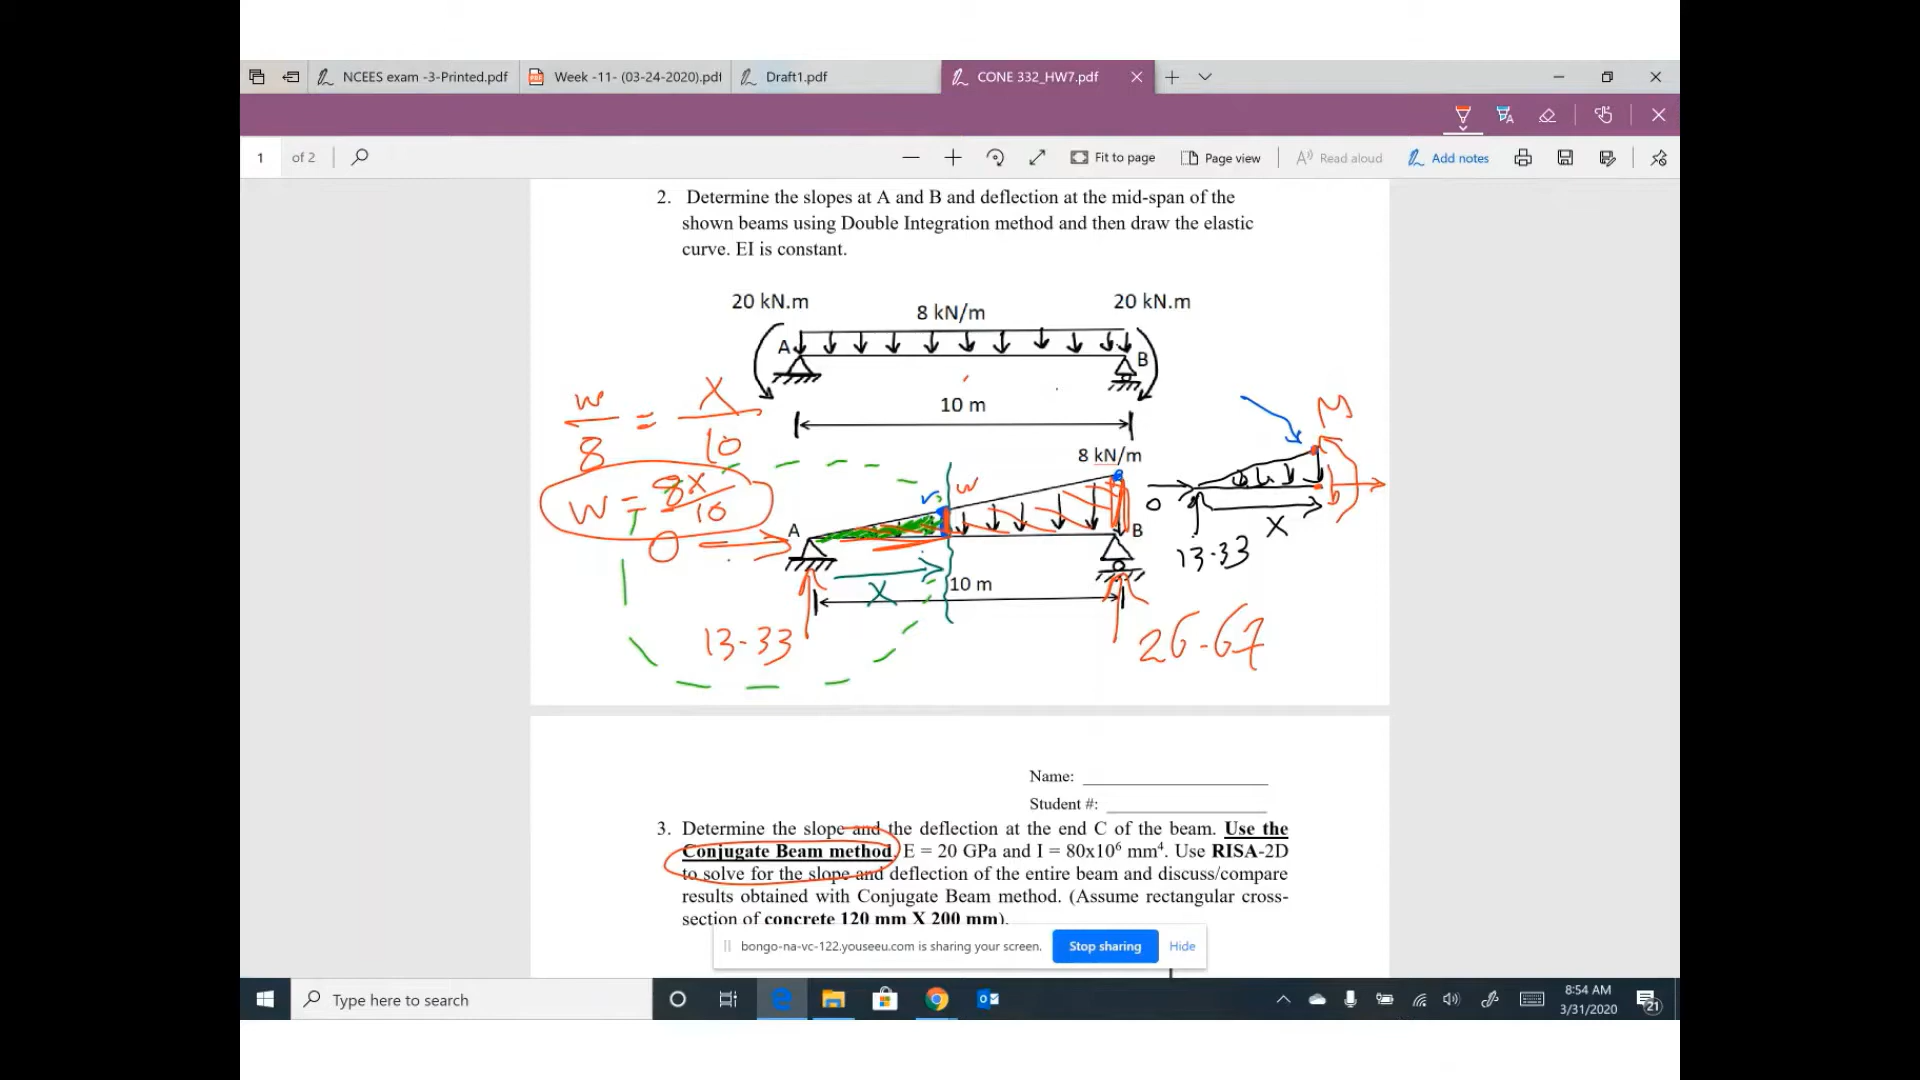 NCEES exam -3-Printed.pdf
Week -11- (03-24-2020).pdf
Draft1.pdf
CONE 332_HW7.pdf
1 of 2
Fit to page
Page view
Read aloud
Add notes
2. Determine the slopes at A and B and deflection at the mid-span of the
shown beams using Double Integration method and then draw the elastic
curve. EI is constant.
20 kN.m
8 kN/m
20 kN.m
A
B
10 m
w/8 = X/10
W = 8X/10
8 kN/m
w
M
A
B
0
X
10 m
13.33
26.67
0
X
13.33
Name:
Student #:
3. Determine the slope and the deflection at the end C of the beam. Use the
Conjugate Beam method. E = 20 GPa and I = 80x10⁶ mm⁴. Use RISA-2D
to solve for the slope and deflection of the entire beam and discuss/compare
results obtained with Conjugate Beam method. (Assume rectangular cross-
section of concrete 120 mm X 200 mm).
bongo-na-vc-122.youseeu.com is sharing your screen.
Stop sharing
Hide
Type here to search
8:54 AM
3/31/2020
21